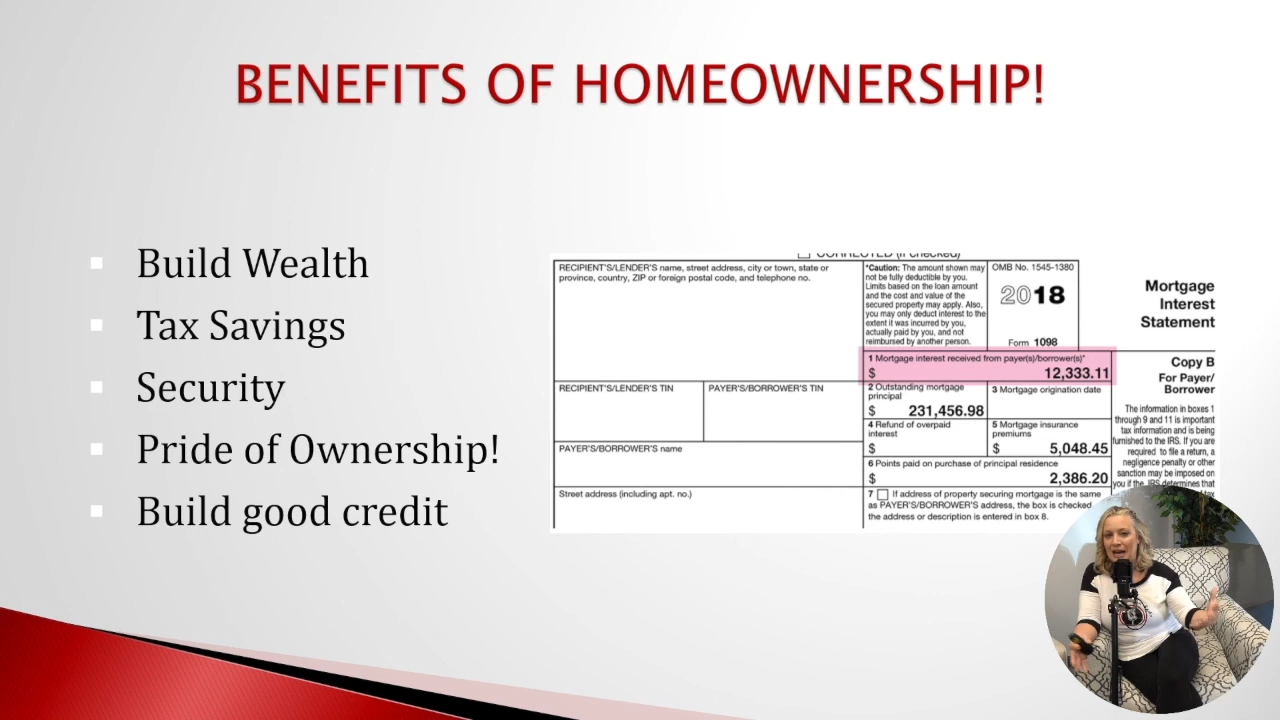 BENEFITS OF HOMEOWNERSHIP!
Build Wealth
Tax Savings
Security
Pride of Ownership!
Build good credit
CORRECTED (if checked)
RECIPIENT'S/LENDER'S name, street address, city or town, state or
province, country, ZIP or foreign postal code, and telephone no.
*Caution: The amount shown may
not be fully deductible by you.
Limits based on the loan amount
and the cost and value of the
secured property may apply. Also,
you may only deduct interest to the
extent it was incurred by you,
actually paid by you, and not
reimbursed by another person.
OMB No. 1545-1380
2018
Form 1098
Mortgage
Interest
Statement
1 Mortgage interest received from payer(s)/borrower(s)*
$ 12,333.11
Copy B
For Payer/
Borrower
RECIPIENT'S/LENDER'S TIN
PAYER'S/BORROWER'S TIN
2 Outstanding mortgage
principal
$ 231,456.98
3 Mortgage origination date
4 Refund of overpaid
interest
$
5 Mortgage insurance
premiums
$ 5,048.45
The information in boxes 1
through 9 and 11 is important
tax information and is being
furnished to the IRS. If you are
required to file a return, a
negligence penalty or other
sanction may be imposed on
you if the IRS determines that
tax
PAYER'S/BORROWER'S name
6 Points paid on purchase of principal residence
$ 2,386.20
Street address (including apt. no.)
7 If address of property securing mortgage is the same
as PAYER'S/BORROWER'S address, the box is checked
the address or description is entered in box 8.